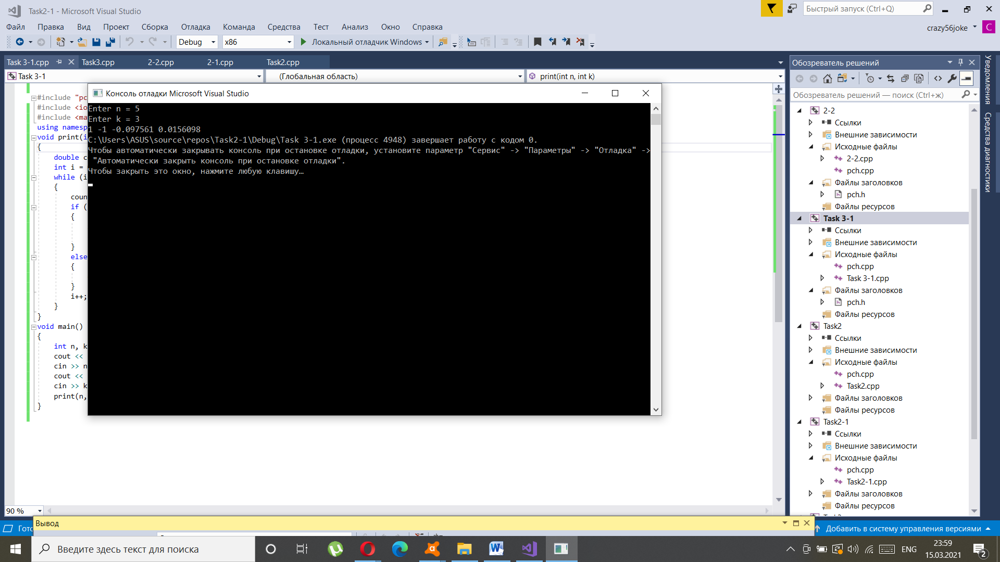 Task2-1 - Microsoft Visual Studio
Быстрый запуск (Ctrl+Q)
Файл Правка Вид Проект Сборка Отладка Команда Средства Тест Анализ Окно Справка
crazy56joke C
Debug x86 Локальный отладчик Windows
Task 3-1.cpp Task3.cpp 2-2.cpp 2-1.cpp Task2.cpp
Task 3-1 (Глобальная область) print(int n, int k)
#include "pc
#include <io
#include <ma
using namesp
void print(i
{
double c
int i =
while (i
{
coun
if (
{
}
else
{
}
i++;
}
}
void main()
{
int n, k
cout <<
cin >> n
cout <<
cin >> k
print(n,
}
90 %
Консоль отладки Microsoft Visual Studio
Enter n = 5
Enter k = 3
1 -1 -0.097561 0.0156098
C:\Users\ASUS\source\repos\Task2-1\Debug\Task 3-1.exe (процесс 4948) завершает работу с кодом 0.
Чтобы автоматически закрывать консоль при остановке отладки, установите параметр "Сервис" -> "Параметры" -> "Отладка" ->
"Автоматически закрыть консоль при остановке отладки".
Чтобы закрыть это окно, нажмите любую клавишу…
Обозреватель решений
Обозреватель решений — поиск (Ctrl+ж)
2-2
Ссылки
Внешние зависимости
Исходные файлы
2-2.cpp
pch.cpp
Файлы заголовков
pch.h
Файлы ресурсов
Task 3-1
Ссылки
Внешние зависимости
Исходные файлы
pch.cpp
Task 3-1.cpp
Файлы заголовков
pch.h
Файлы ресурсов
Task2
Ссылки
Внешние зависимости
Исходные файлы
pch.cpp
Task2.cpp
Файлы заголовков
Файлы ресурсов
Task2-1
Ссылки
Внешние зависимости
Исходные файлы
pch.cpp
Task2-1.cpp
Файлы заголовков
Файлы ресурсов
Уведомления
Средства диагностики
Вывод
Гото
Добавить в систему управления версиями
Введите здесь текст для поиска
ENG
23:59
15.03.2021
2